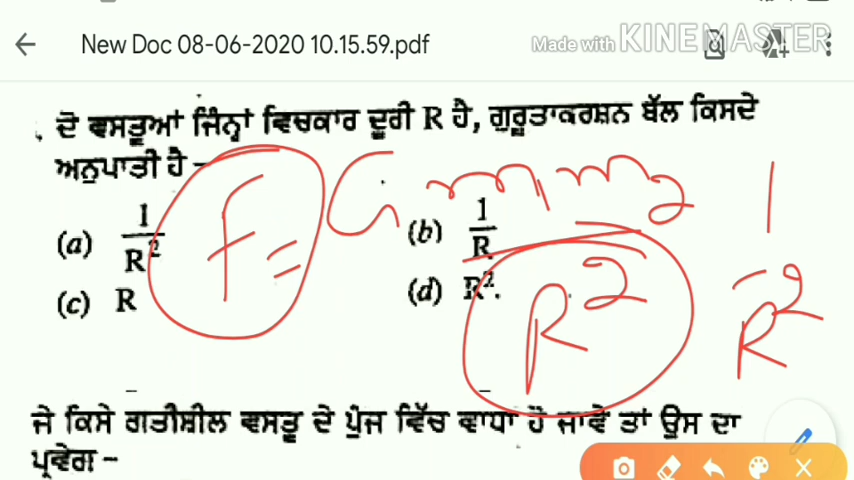 New Doc 08-06-2020 10.15.59.pdf
Made with KINEMASTER
ਦੋ ਵਸਤੂਆਂ ਜਿੰਨ੍ਹਾਂ ਵਿਚਕਾਰ ਦੂਰੀ R ਹੈ, ਗੁਰੂਤਾਕਰਸ਼ਨ ਬੱਲ ਕਿਸਦੇ
ਅਨੁਪਾਤੀ ਹੈ –
(a) 1/R² (b) 1/R
(c) R (d) R².
F = G m1 m2 / R²
1/R²
ਜੇ ਕਿਸੇ ਗਤੀਸ਼ੀਲ ਵਸਤੂ ਦੇ ਪੁੰਜ ਵਿੱਚ ਵਾਧਾ ਹੋ ਜਾਵੇ ਤਾਂ ਉਸ ਦਾ
ਪ੍ਰਵੇਗ –